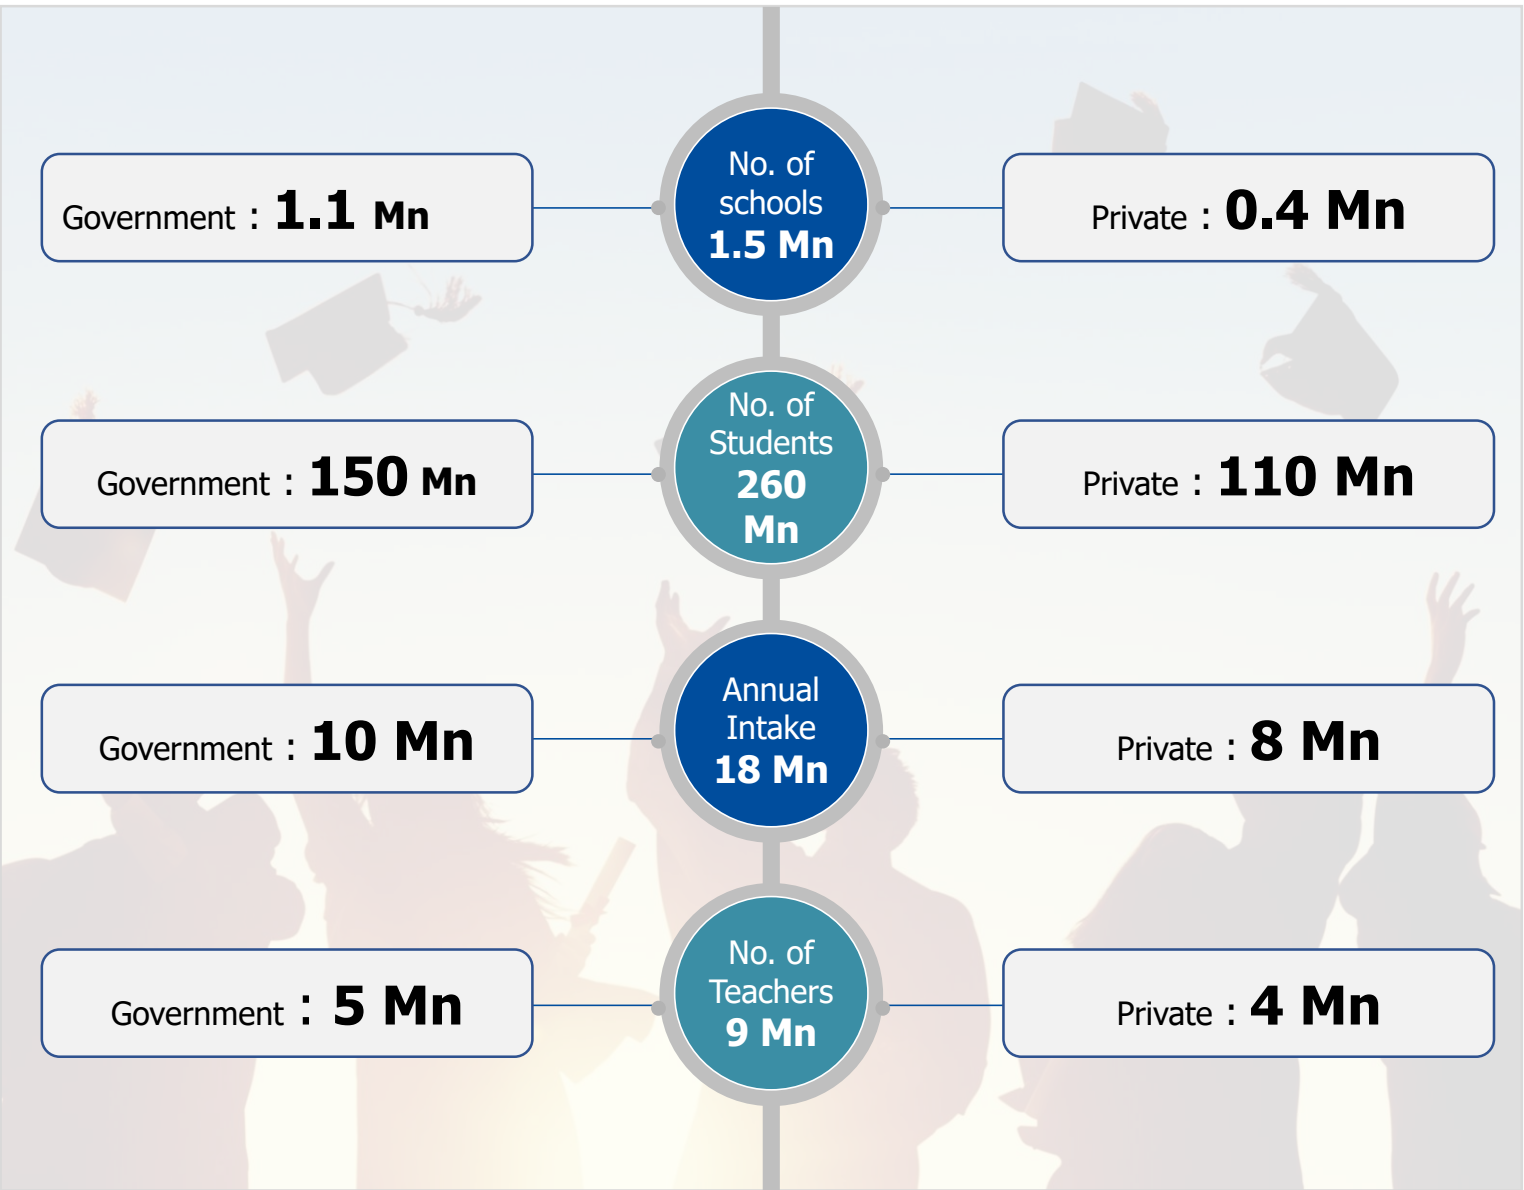 Government : 1.1 Mn
No. of
schools
1.5 Mn
Private : 0.4 Mn
Government : 150 Mn
No. of
Students
260
Mn
Private : 110 Mn
Government : 10 Mn
Annual
Intake
18 Mn
Private : 8 Mn
Government : 5 Mn
No. of
Teachers
9 Mn
Private : 4 Mn